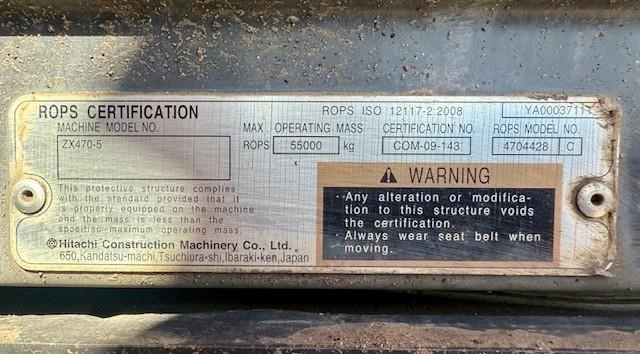 ROPS CERTIFICATION
ROPS ISO 12117-2:2008
MACHINE MODEL NO.
ZX470-5
MAX. OPERATING MASS
ROPS 55000 kg
CERTIFICATION NO.
COM-09-143
ROPS MODEL NO.
4704428 C
This protective structure complies
with the standard provided that it
is properly equipped on the machine
and the mass is less than the
specified maximum operating mass
Hitachi Construction Machinery Co., Ltd.
650,Kandatsu-machi,Tsuchiura-shi,Ibaraki-ken,Japan
WARNING
· Any alteration or modifica-
tion to this structure voids
the certification.
· Always wear seat belt when
moving.